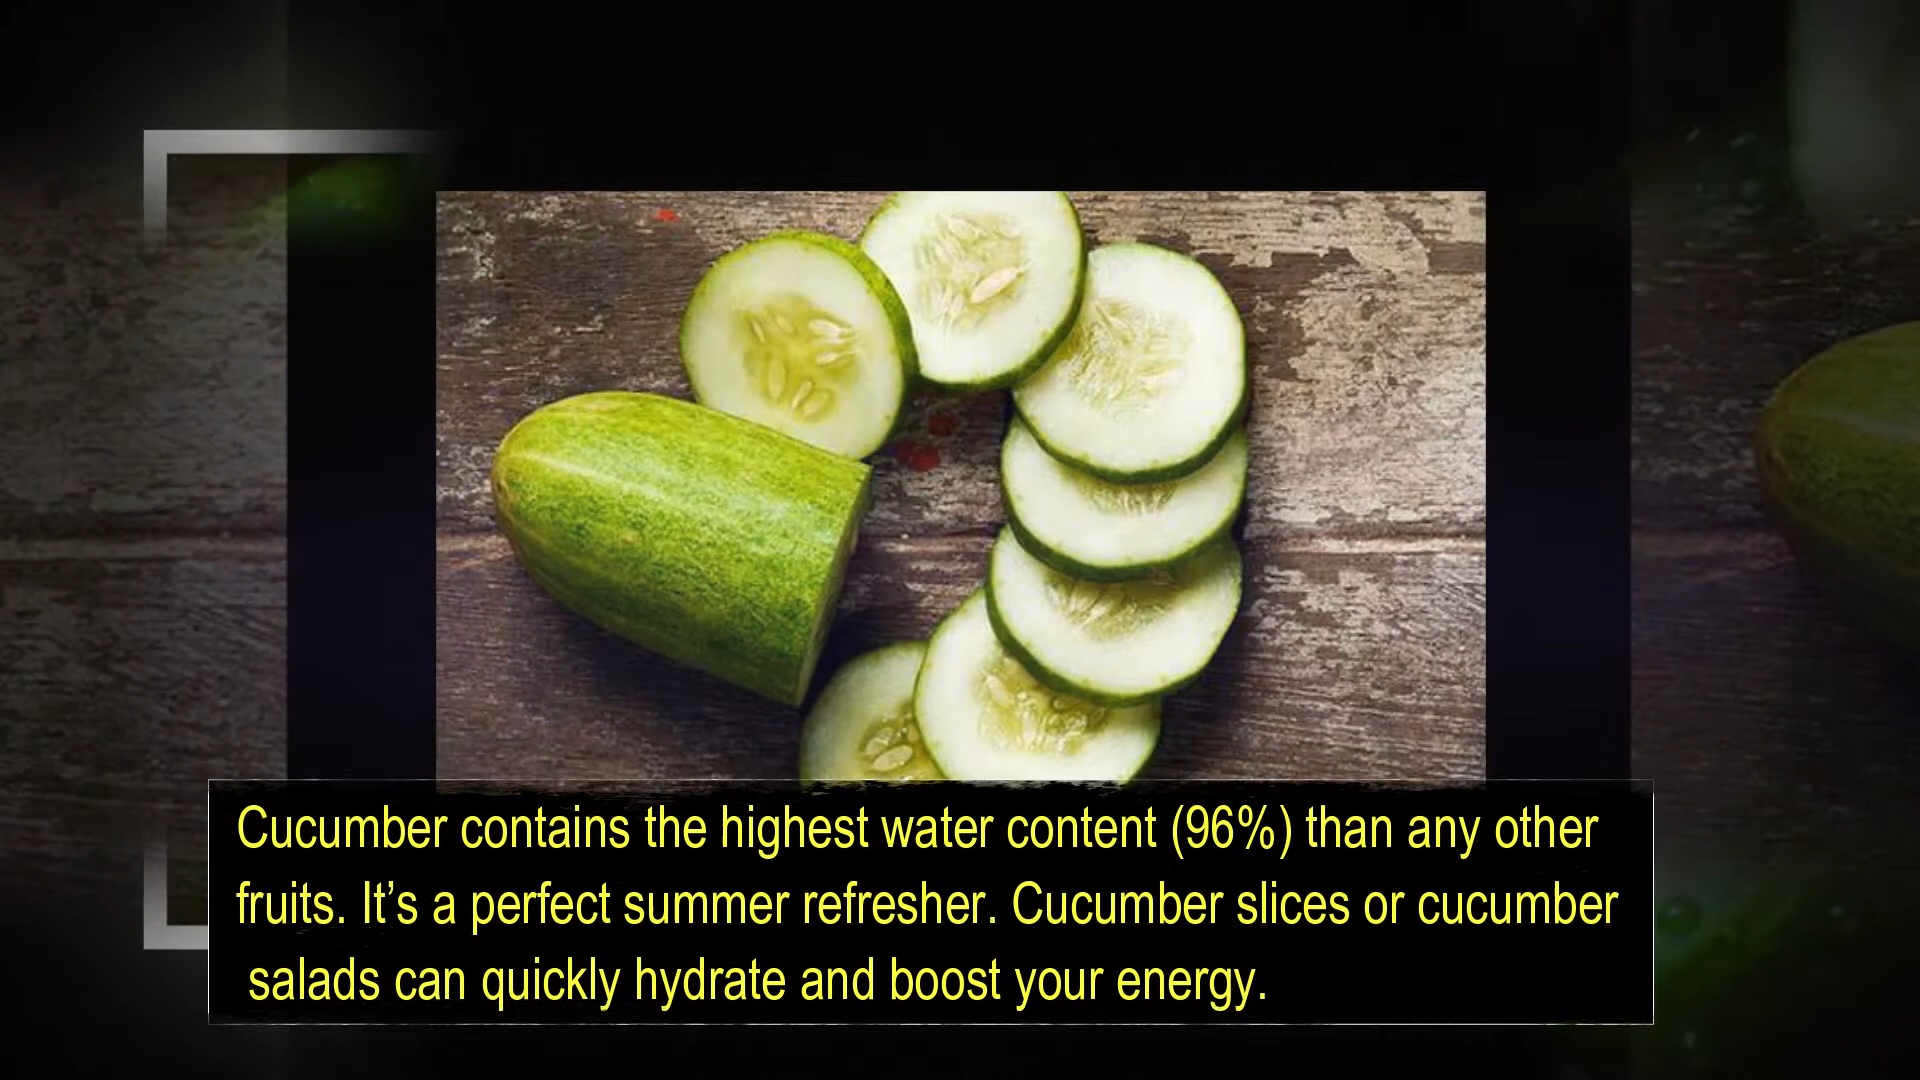 Cucumber contains the highest water content (96%) than any other
fruits. It’s a perfect summer refresher. Cucumber slices or cucumber
salads can quickly hydrate and boost your energy.